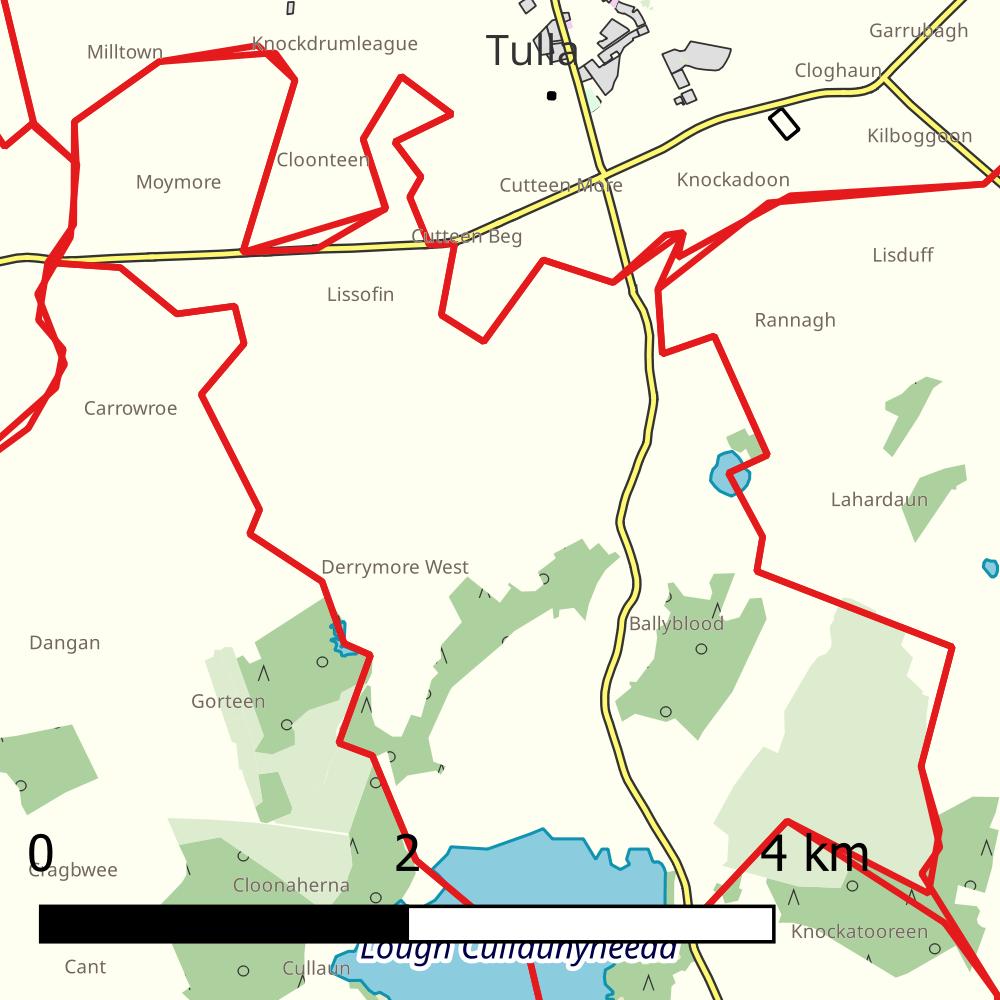 Garrubagh
Milltown
Knockdrumleague
Tulla
Cloghaun
Kilboggoon
Cloonteen
Moymore
Cutteen More
Knockadoon
Cutteen Beg
Lisduff
Lissofin
Rannagh
Carrowroe
Lahardaun
Derrymore West
Ballyblood
Dangan
Gorteen
0
2
4 km
Cragbwee
Cloonaherna
Knockatooreen
Lough Cullaunyheeda
Cant
Cullaun